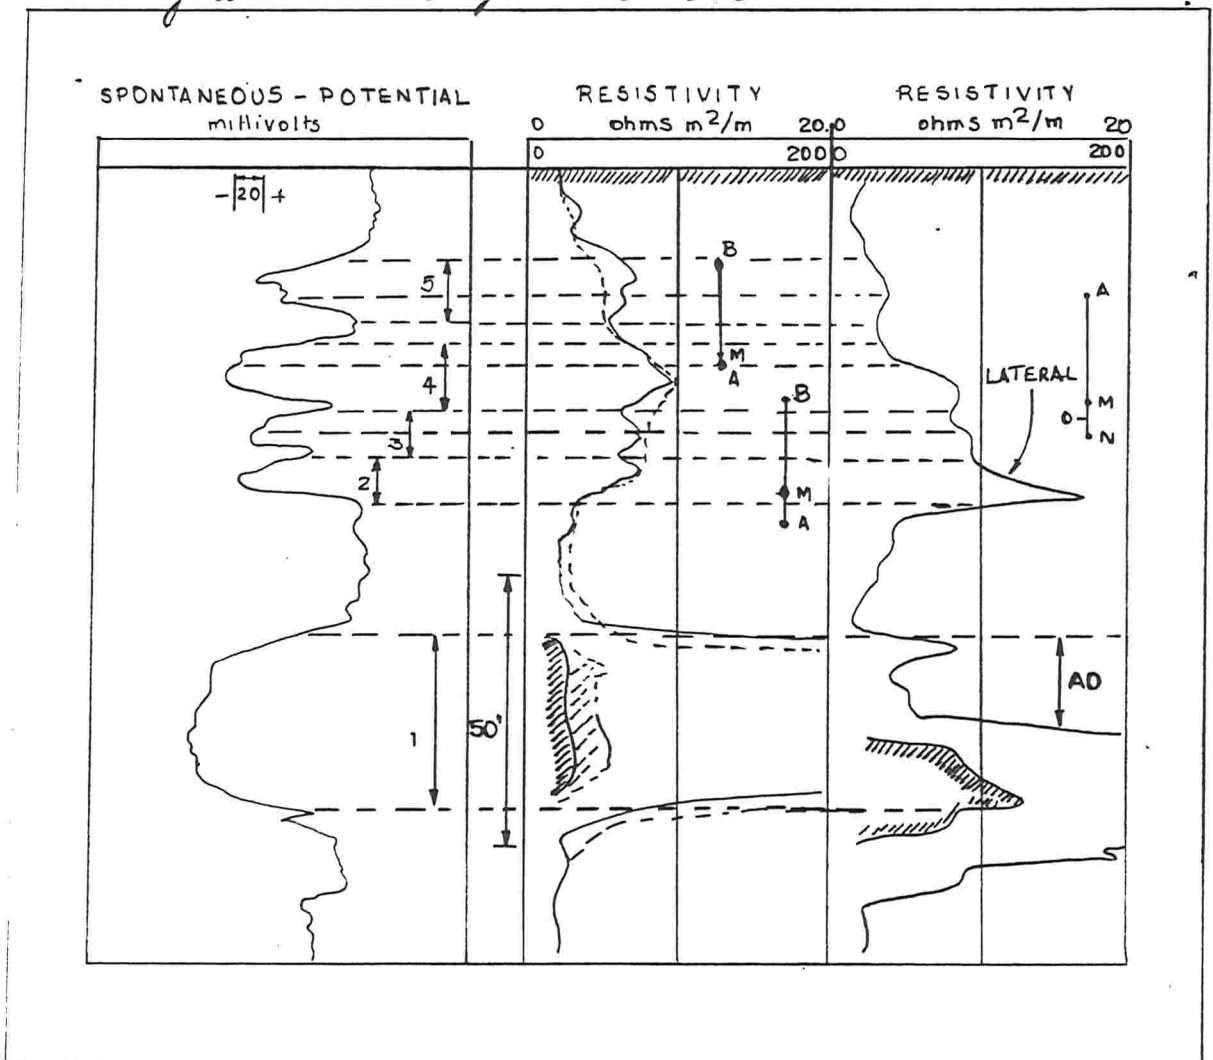 SPONTANEOUS - POTENTIAL
millivolts
RESISTIVITY
ohms m²/m
RESISTIVITY
ohms m²/m
0 20.0 20
0 200 0 200
- 20 +
B
5
A
M
A
4
LATERAL
B
M
O
N
3
2
M
A
AD
50'
1